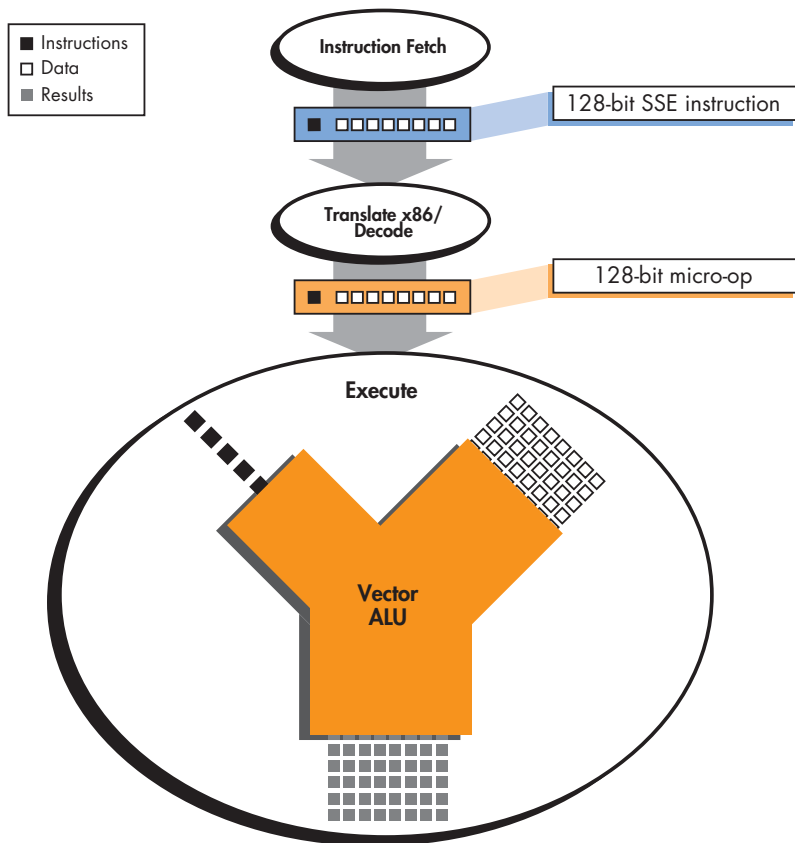 Instructions
Data
Results
Instruction Fetch
128-bit SSE instruction
Translate x86/
Decode
128-bit micro-op
Execute
Vector
ALU